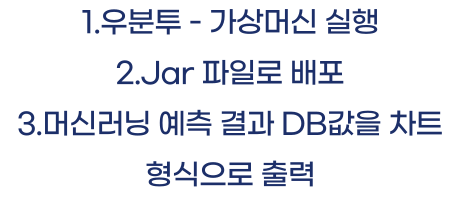 1.우분투 - 가상머신 실행
2.Jar 파일로 배포
3.머신러닝 예측 결과 DB값을 차트
형식으로 출력